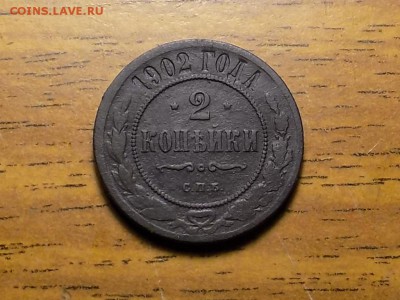 COINS.LAVE.RU
1902 ГОДА
2
КОПѢЙКИ
С.П.Б.